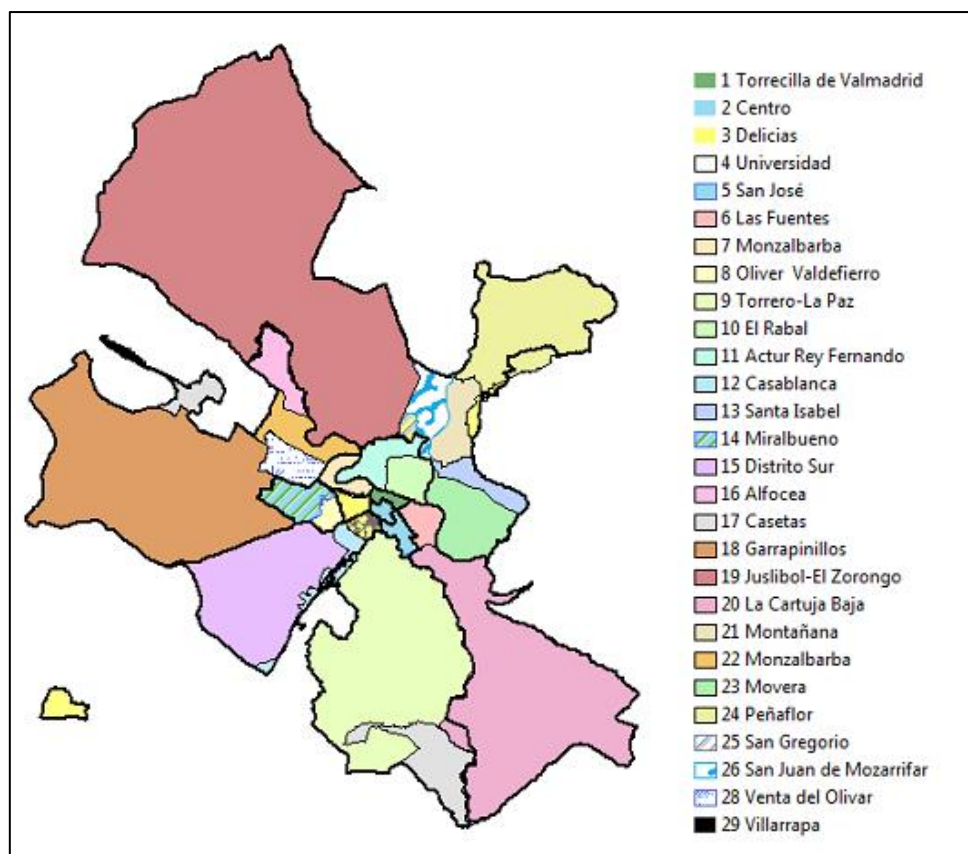 1 Torrecilla de Valmadrid
2 Centro
3 Delicias
4 Universidad
5 San José
6 Las Fuentes
7 Monzalbarba
8 Oliver Valdefierro
9 Torrero-La Paz
10 El Rabal
11 Actur Rey Fernando
12 Casablanca
13 Santa Isabel
14 Miralbueno
15 Distrito Sur
16 Alfocea
17 Casetas
18 Garrapinillos
19 Juslibol-El Zorongo
20 La Cartuja Baja
21 Montañana
22 Monzalbarba
23 Movera
24 Peñaflor
25 San Gregorio
26 San Juan de Mozarrifar
28 Venta del Olivar
29 Villarrapa